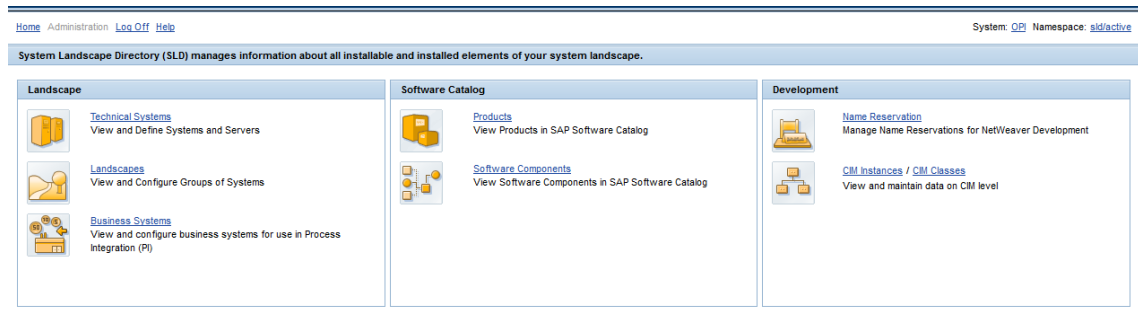 Home Administration Log Off Help
System: OPI Namespace: sld/active
System Landscape Directory (SLD) manages information about all installable and installed elements of your system landscape.
Landscape
Technical Systems
View and Define Systems and Servers
Landscapes
View and Configure Groups of Systems
Business Systems
View and configure business systems for use in Process
Integration (PI)
Software Catalog
Products
View Products in SAP Software Catalog
Software Components
View Software Components in SAP Software Catalog
Development
Name Reservation
Manage Name Reservations for NetWeaver Development
CIM Instances / CIM Classes
View and maintain data on CIM level